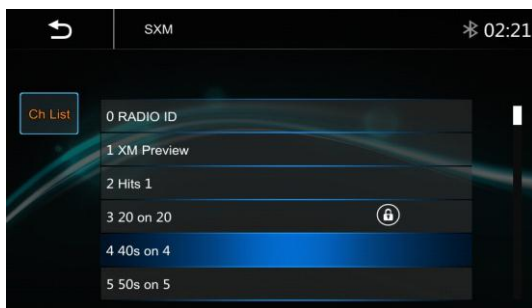 SXM
02:21
Ch List
0 RADIO ID
1 XM Preview
2 Hits 1
3 20 on 20
4 40s on 4
5 50s on 5